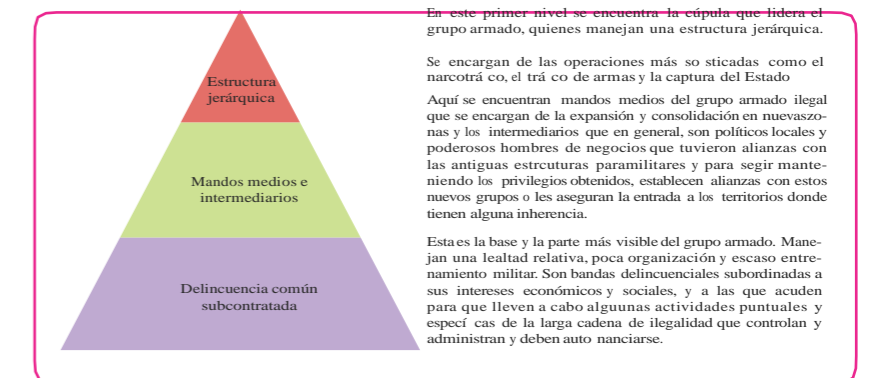 Estructura
jerárquica
En este primer nivel se encuentra la cúpula que lidera el
grupo armado, quienes manejan una estructura jerárquica.
Se encargan de las operaciones más so sticadas como el
narcotrá co, el trá co de armas y la captura del Estado
Mandos medios e
intermediarios
Aquí se encuentran mandos medios del grupo armado ilegal
que se encargan de la expansión y consolidación en nuevaszo-
nas y los intermediarios que en general, son políticos locales y
poderosos hombres de negocios que tuvieron alianzas con
las antiguas estrcuturas paramilitares y para segir mante-
niendo los privilegios obtenidos, establecen alianzas con estos
nuevos grupos o les aseguran la entrada a los territorios donde
tienen alguna inherencia.
Delincuencia común
subcontratada
Esta es la base y la parte más visible del grupo armado. Mane-
jan una lealtad relativa, poca organización y escaso entre-
namiento militar. Son bandas delincuenciales subordinadas a
sus intereses económicos y sociales, y a las que acuden
para que lleven a cabo alguunas actividades puntuales y
especí cas de la larga cadena de ilegalidad que controlan y
administran y deben auto nanciarse.